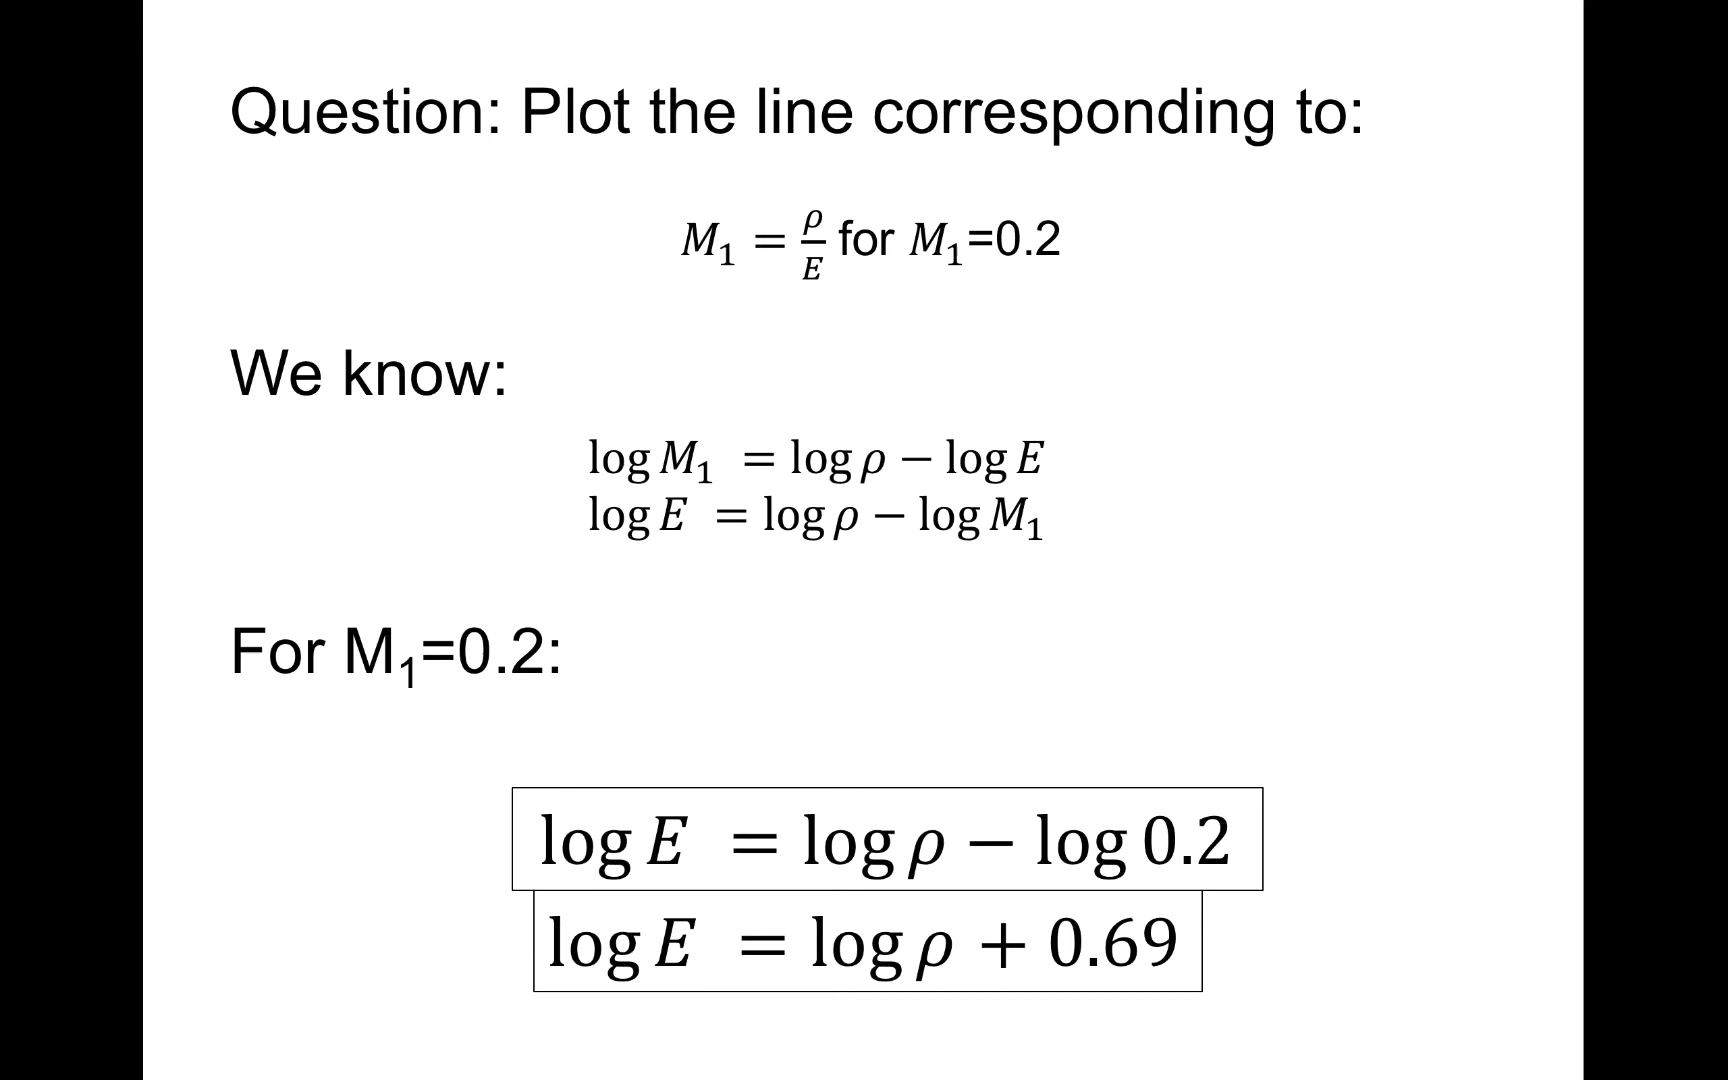 Question: Plot the line corresponding to:
M₁ = ρ/E for M₁=0.2
We know:
log M₁ = log ρ − log E
log E = log ρ − log M₁
For M₁=0.2:
log E = log ρ − log 0.2
log E = log ρ + 0.69